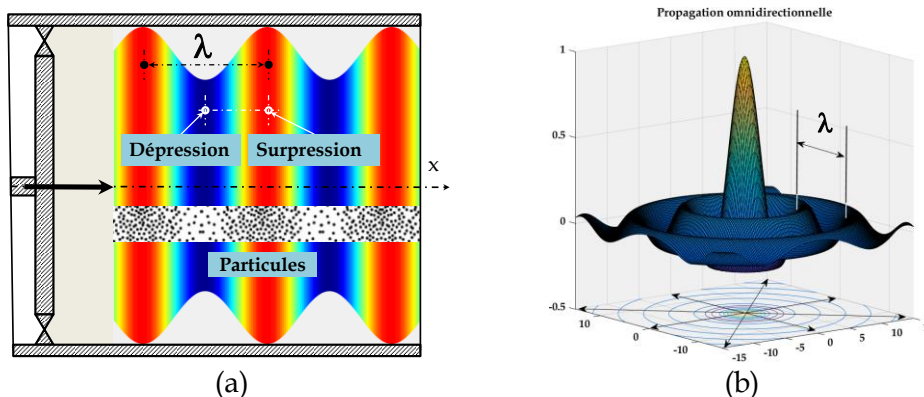 λ
Dépression
Surpression
x
Particules
(a)
Propagation omnidirectionnelle
1
0.5
0
-0.5
λ
10
0
-10
-15
-10
-5
0
5
10
(b)